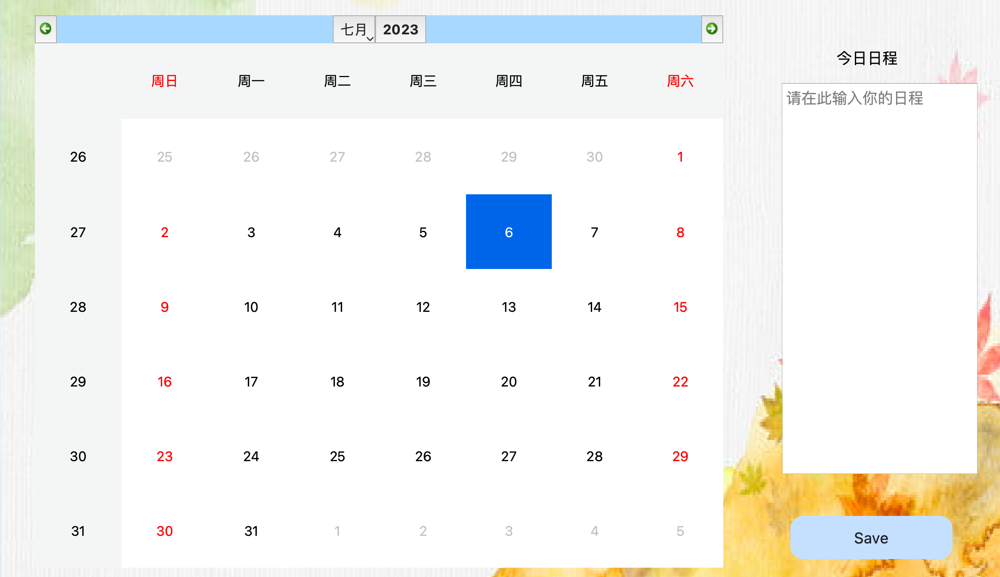 七月 2023
今日日程
周日 周一 周二 周三 周四 周五 周六
请在此输入你的日程
26 25 26 27 28 29 30 1
27 2 3 4 5 6 7 8
28 9 10 11 12 13 14 15
29 16 17 18 19 20 21 22
30 23 24 25 26 27 28 29
31 30 31 1 2 3 4 5
Save